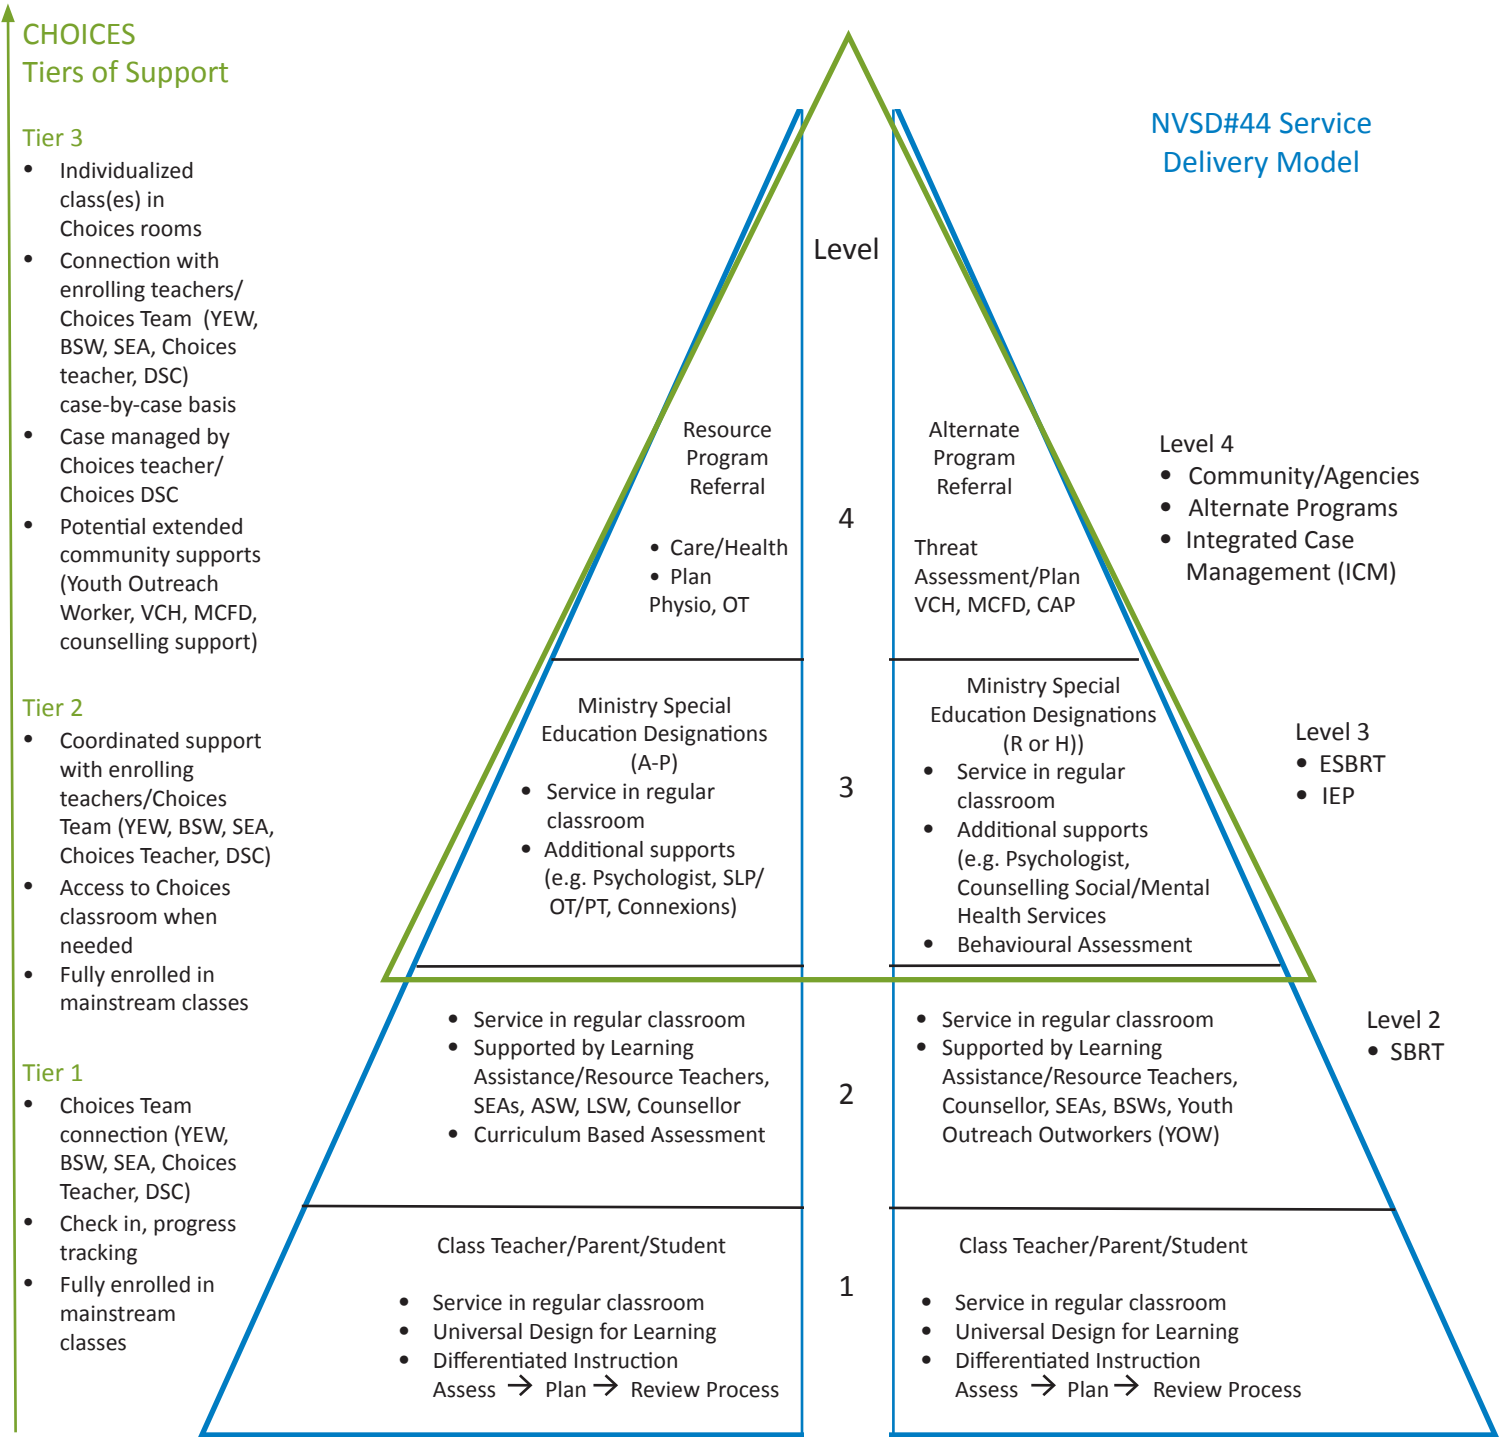 CHOICES
Tiers of Support
Tier 3
• Individualized
class(es) in
Choices rooms
• Connection with
enrolling teachers/
Choices Team (YEW,
BSW, SEA, Choices
teacher, DSC)
case-by-case basis
• Case managed by
Choices teacher/
Choices DSC
• Potential extended
community supports
(Youth Outreach
Worker, VCH, MCFD,
counselling support)
Tier 2
• Coordinated support
with enrolling
teachers/Choices
Team (YEW, BSW, SEA,
Choices Teacher, DSC)
• Access to Choices
classroom when
needed
• Fully enrolled in
mainstream classes
Tier 1
• Choices Team
connection (YEW,
BSW, SEA, Choices
Teacher, DSC)
• Check in, progress
tracking
• Fully enrolled in
mainstream
classes
NVSD#44 Service
Delivery Model
Level
Resource
Program
Referral
• Care/Health
• Plan
Physio, OT
4
Alternate
Program
Referral
Threat
Assessment/Plan
VCH, MCFD, CAP
Level 4
• Community/Agencies
• Alternate Programs
• Integrated Case
Management (ICM)
Ministry Special
Education Designations
(A-P)
• Service in regular
classroom
• Additional supports
(e.g. Psychologist, SLP/
OT/PT, Connexions)
3
Ministry Special
Education Designations
(R or H))
• Service in regular
classroom
• Additional supports
(e.g. Psychologist,
Counselling Social/Mental
Health Services
• Behavioural Assessment
Level 3
• ESBRT
• IEP
• Service in regular classroom
• Supported by Learning
Assistance/Resource Teachers,
SEAs, ASW, LSW, Counsellor
• Curriculum Based Assessment
2
• Service in regular classroom
• Supported by Learning
Assistance/Resource Teachers,
Counsellor, SEAs, BSWs, Youth
Outreach Outworkers (YOW)
Level 2
• SBRT
Class Teacher/Parent/Student
• Service in regular classroom
• Universal Design for Learning
• Differentiated Instruction
Assess → Plan → Review Process
1
Class Teacher/Parent/Student
• Service in regular classroom
• Universal Design for Learning
• Differentiated Instruction
Assess → Plan → Review Process